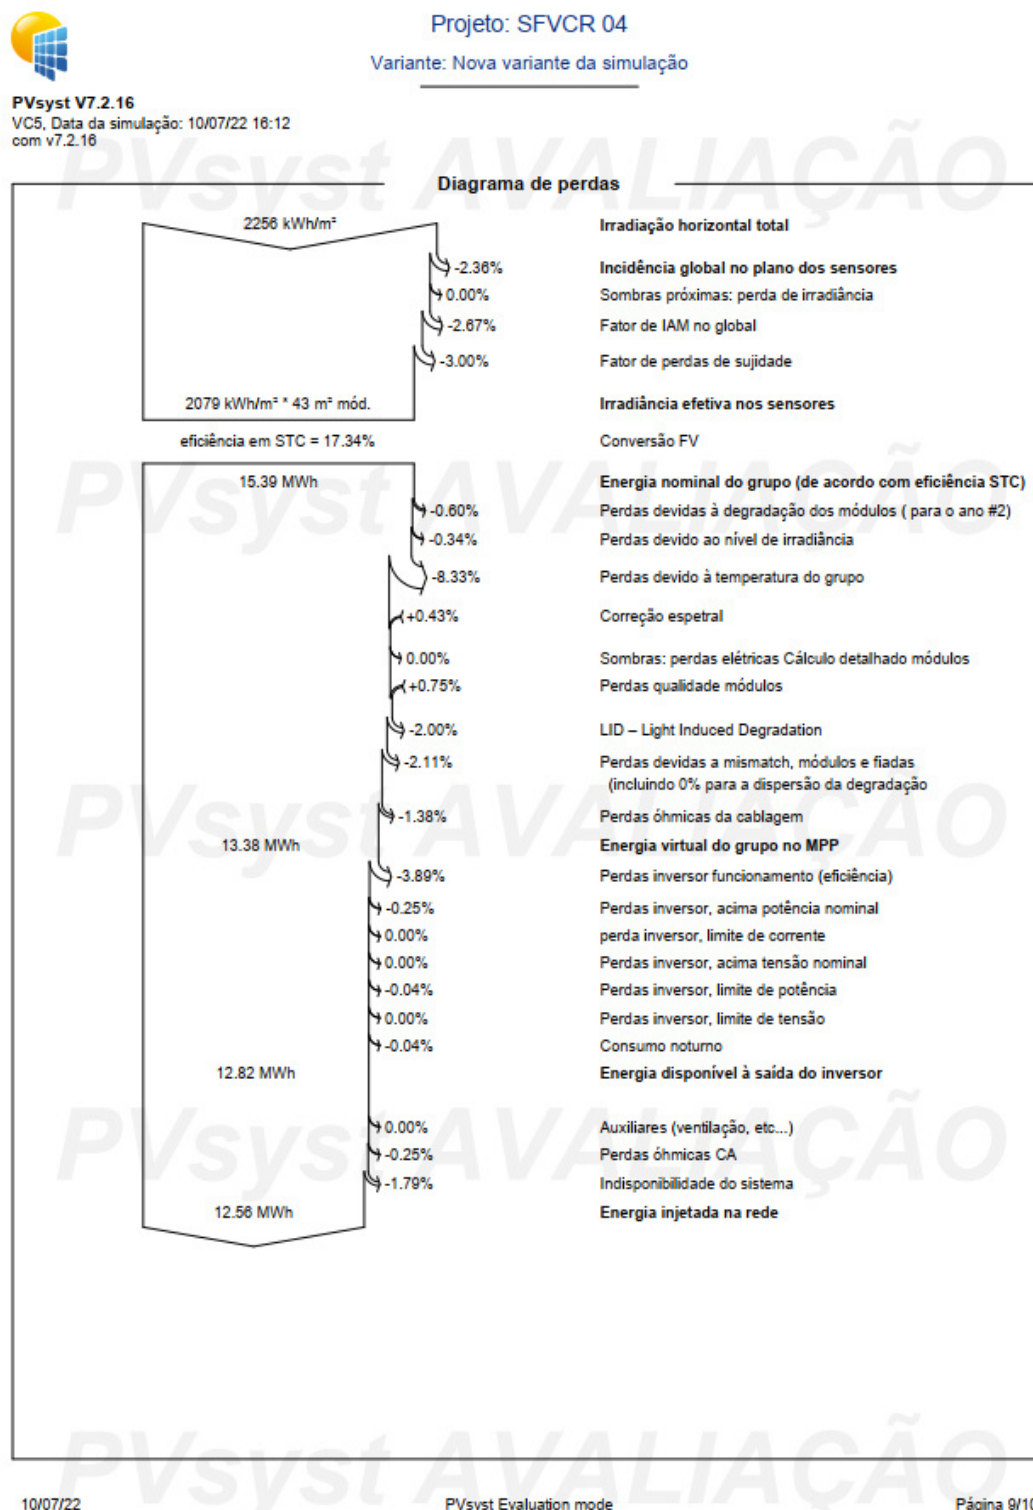 Projeto: SFVCR 04
Variante: Nova variante da simulação
PVsyst V7.2.16
VC5, Data da simulação: 10/07/22 16:12
com v7.2.16
PVsyst AVALIAÇÃO
Diagrama de perdas
2256 kWh/m² Irradiação horizontal total
-2.36% Incidência global no plano dos sensores
0.00% Sombras próximas: perda de irradiância
-2.67% Fator de IAM no global
-3.00% Fator de perdas de sujidade
2079 kWh/m² * 43 m² mód. Irradiância efetiva nos sensores
eficiência em STC = 17.34% Conversão FV
PVsyst AVALIAÇÃO
15.39 MWh Energia nominal do grupo (de acordo com eficiência STC)
-0.60% Perdas devidas à degradação dos módulos ( para o ano #2)
-0.34% Perdas devido ao nível de irradiância
-8.33% Perdas devido à temperatura do grupo
+0.43% Correção espetral
0.00% Sombras: perdas elétricas Cálculo detalhado módulos
+0.75% Perdas qualidade módulos
-2.00% LID – Light Induced Degradation
-2.11% Perdas devidas a mismatch, módulos e fiadas
(incluindo 0% para a dispersão da degradação
-1.38% Perdas óhmicas da cablagem
PVsyst AVALIAÇÃO
13.38 MWh Energia virtual do grupo no MPP
-3.89% Perdas inversor funcionamento (eficiência)
-0.25% Perdas inversor, acima potência nominal
0.00% perda inversor, limite de corrente
0.00% Perdas inversor, acima tensão nominal
-0.04% Perdas inversor, limite de potência
0.00% Perdas inversor, limite de tensão
-0.04% Consumo noturno
12.82 MWh Energia disponível à saída do inversor
0.00% Auxiliares (ventilação, etc...)
PVsyst AVALIAÇÃO
-0.25% Perdas óhmicas CA
-1.79% Indisponibilidade do sistema
12.56 MWh Energia injetada na rede
PVsyst AVALIAÇÃO
10/07/22 PVsyst Evaluation mode Página 9/10